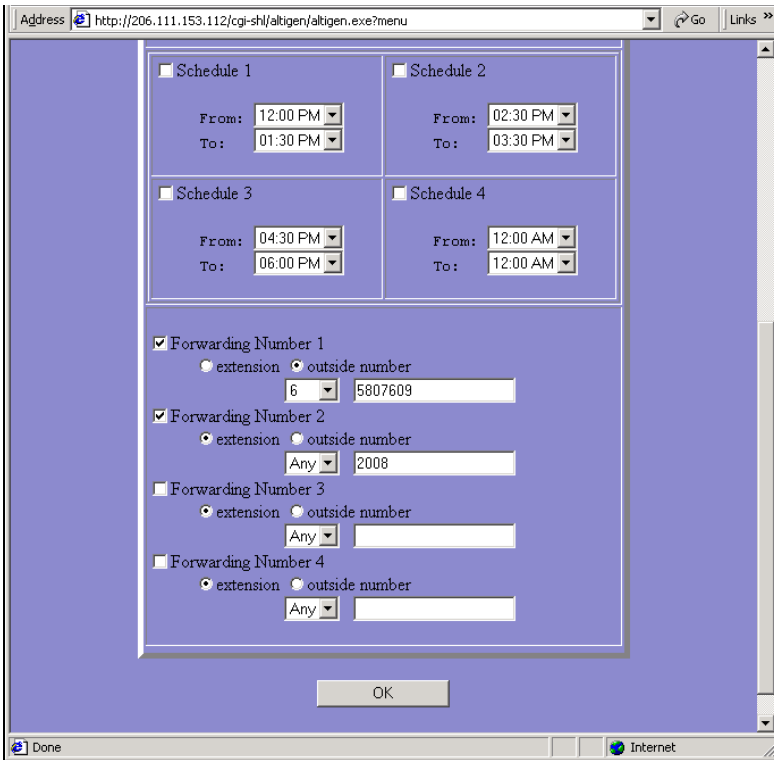 Address http://206.111.153.112/cgi-shl/altigen/altigen.exe?menu Go Links »
Schedule 1 Schedule 2
From: 12:00 PM From: 02:30 PM
To: 01:30 PM To: 03:30 PM
Schedule 3 Schedule 4
From: 04:30 PM From: 12:00 AM
To: 06:00 PM To: 12:00 AM
Forwarding Number 1
extension outside number
6 5807609
Forwarding Number 2
extension outside number
Any 2008
Forwarding Number 3
extension outside number
Any
Forwarding Number 4
extension outside number
Any
OK
Done Internet